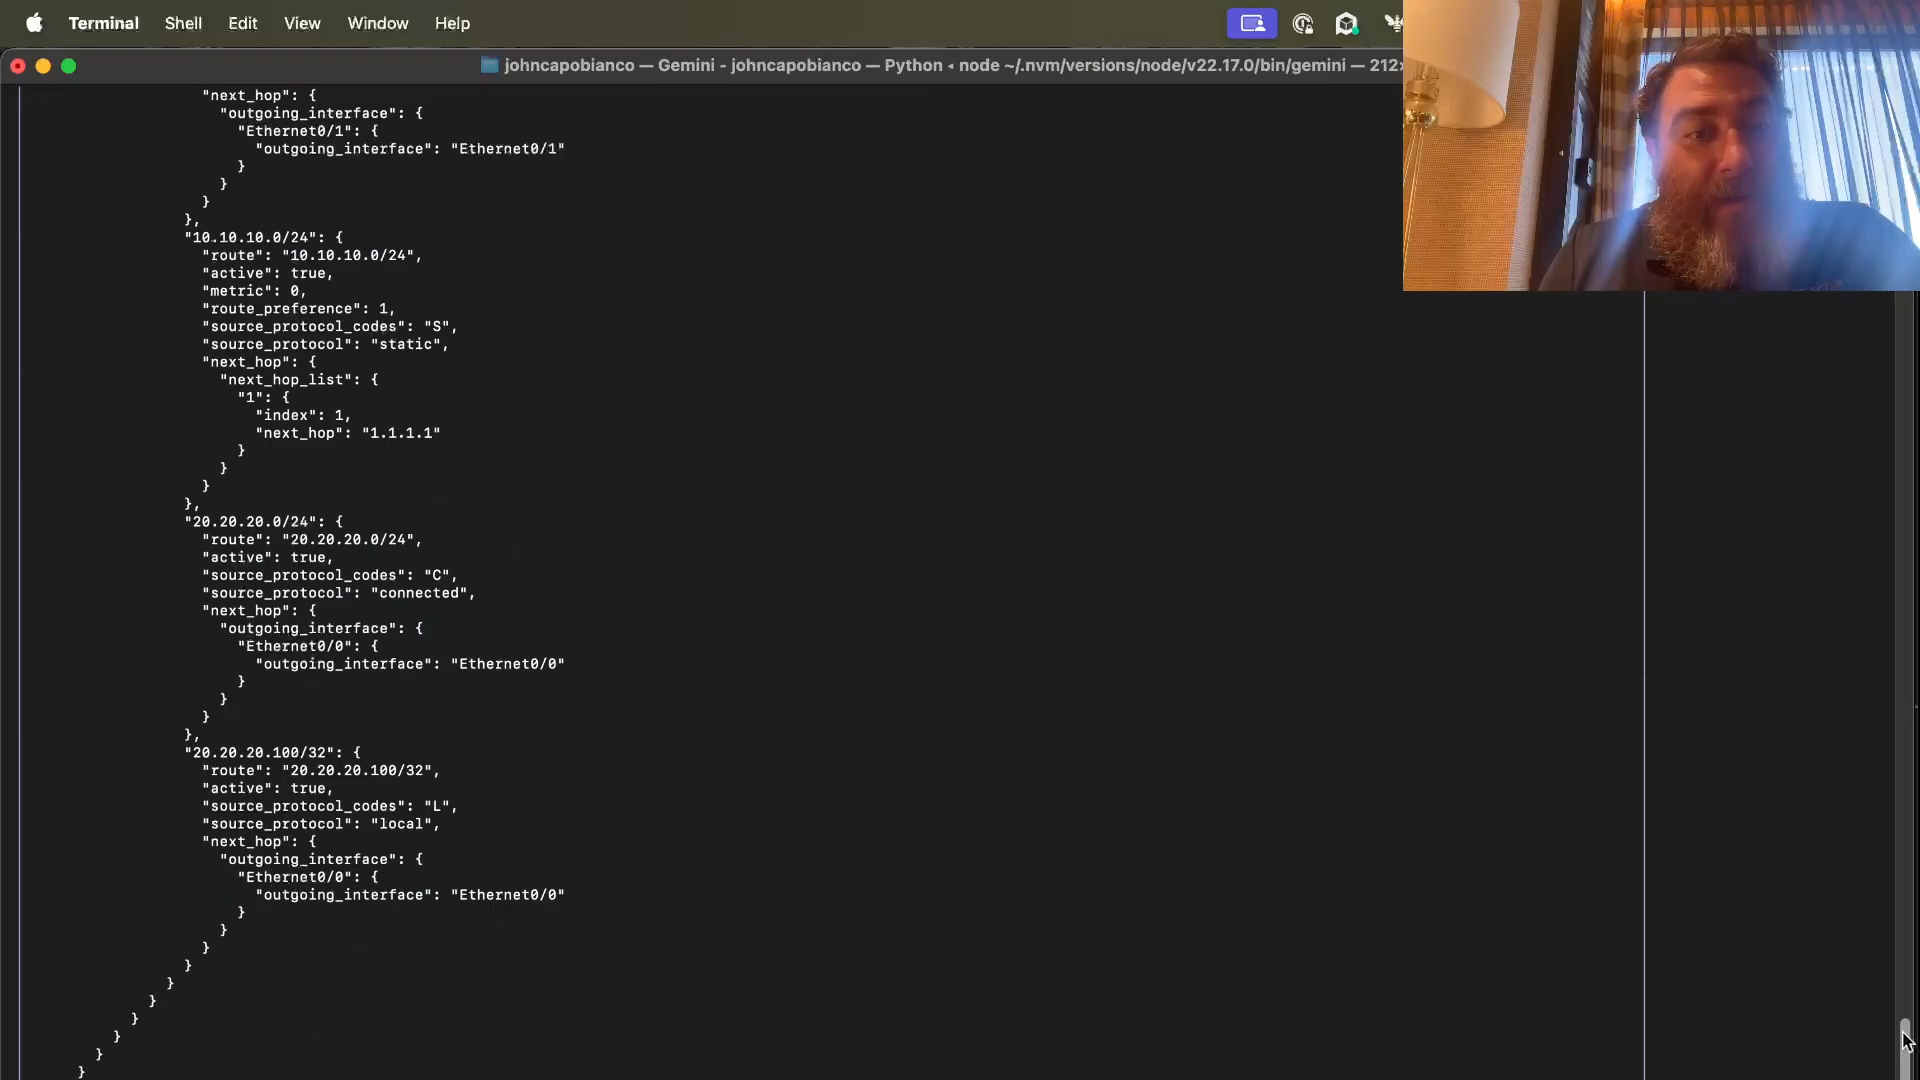 Terminal Shell Edit View Window Help
johncapobianco — Gemini - johncapobianco — Python ◂ node ~/.nvm/versions/node/v22.17.0/bin/gemini — 212
"next_hop": {
"outgoing_interface": {
"Ethernet0/1": {
"outgoing_interface": "Ethernet0/1"
}
}
}
},
"10.10.10.0/24": {
"route": "10.10.10.0/24",
"active": true,
"metric": 0,
"route_preference": 1,
"source_protocol_codes": "S",
"source_protocol": "static",
"next_hop": {
"next_hop_list": {
"1": {
"index": 1,
"next_hop": "1.1.1.1"
}
}
}
},
"20.20.20.0/24": {
"route": "20.20.20.0/24",
"active": true,
"source_protocol_codes": "C",
"source_protocol": "connected",
"next_hop": {
"outgoing_interface": {
"Ethernet0/0": {
"outgoing_interface": "Ethernet0/0"
}
}
}
},
"20.20.20.100/32": {
"route": "20.20.20.100/32",
"active": true,
"source_protocol_codes": "L",
"source_protocol": "local",
"next_hop": {
"outgoing_interface": {
"Ethernet0/0": {
"outgoing_interface": "Ethernet0/0"
}
}
}
}
}
}
}
}
}
}